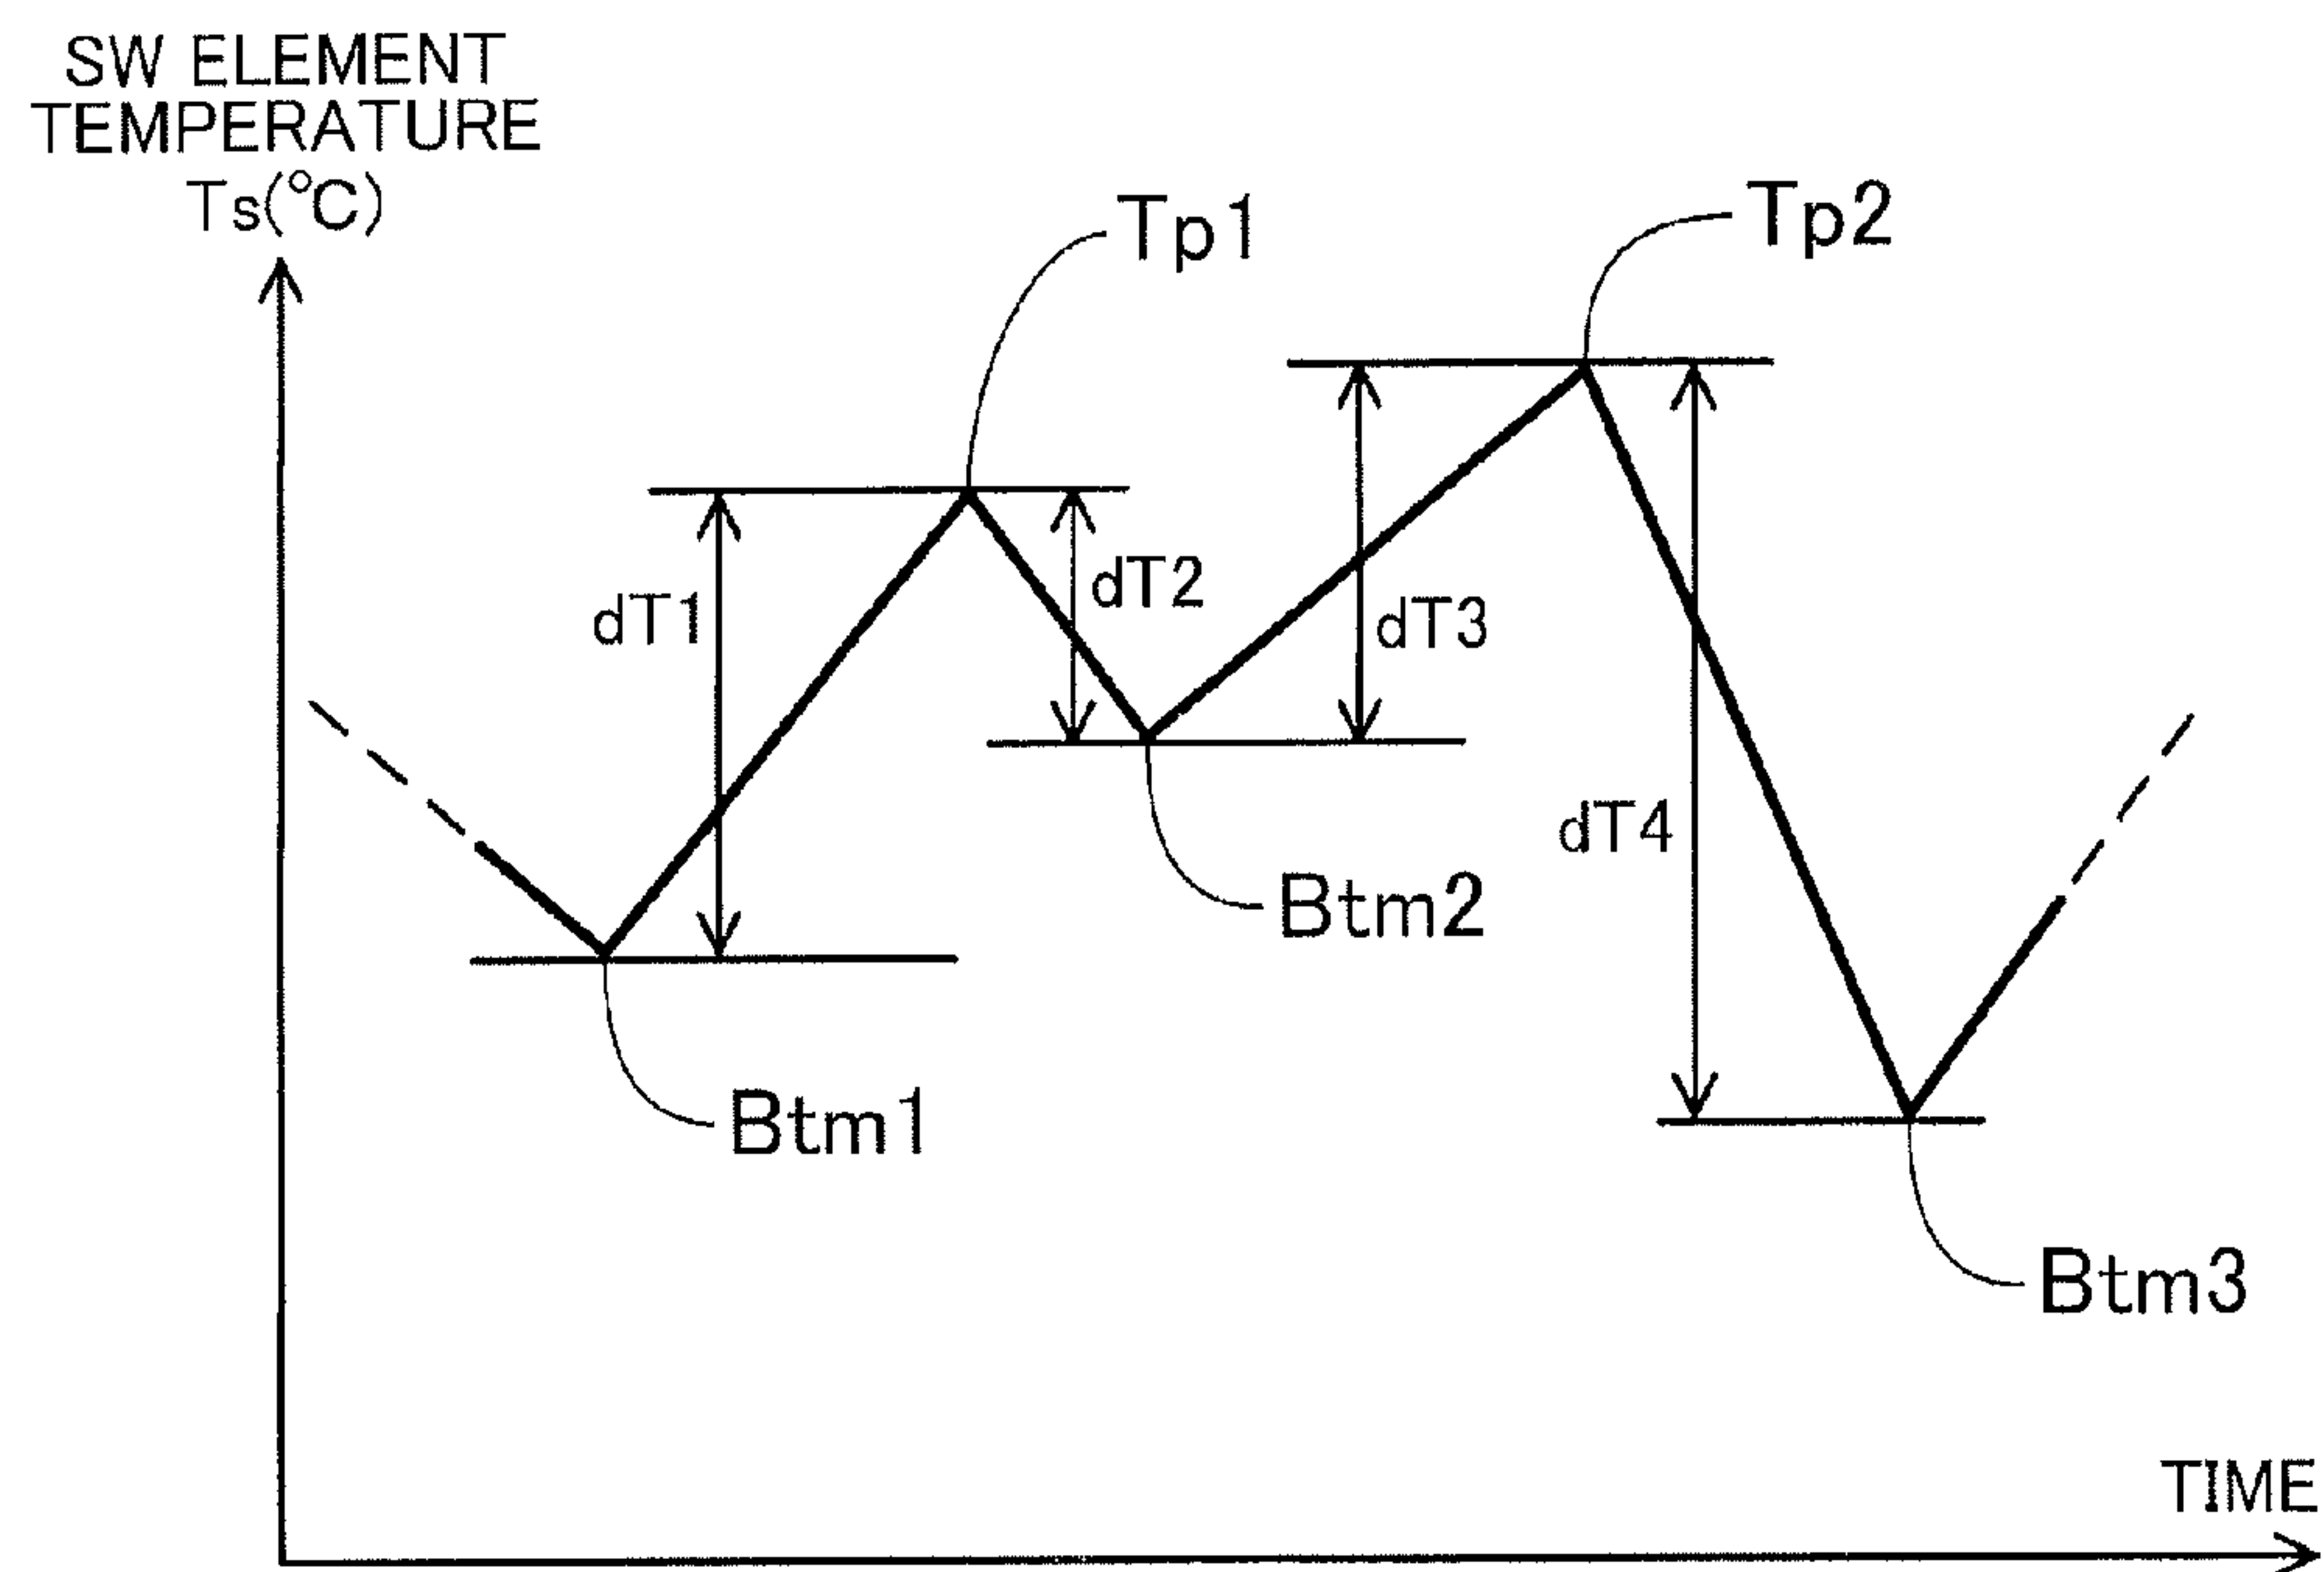 SW ELEMENT
TEMPERATURE
Ts(°C)
Tp1
Tp2
dT1
dT2
dT3
dT4
Btm1
Btm2
Btm3
TIME